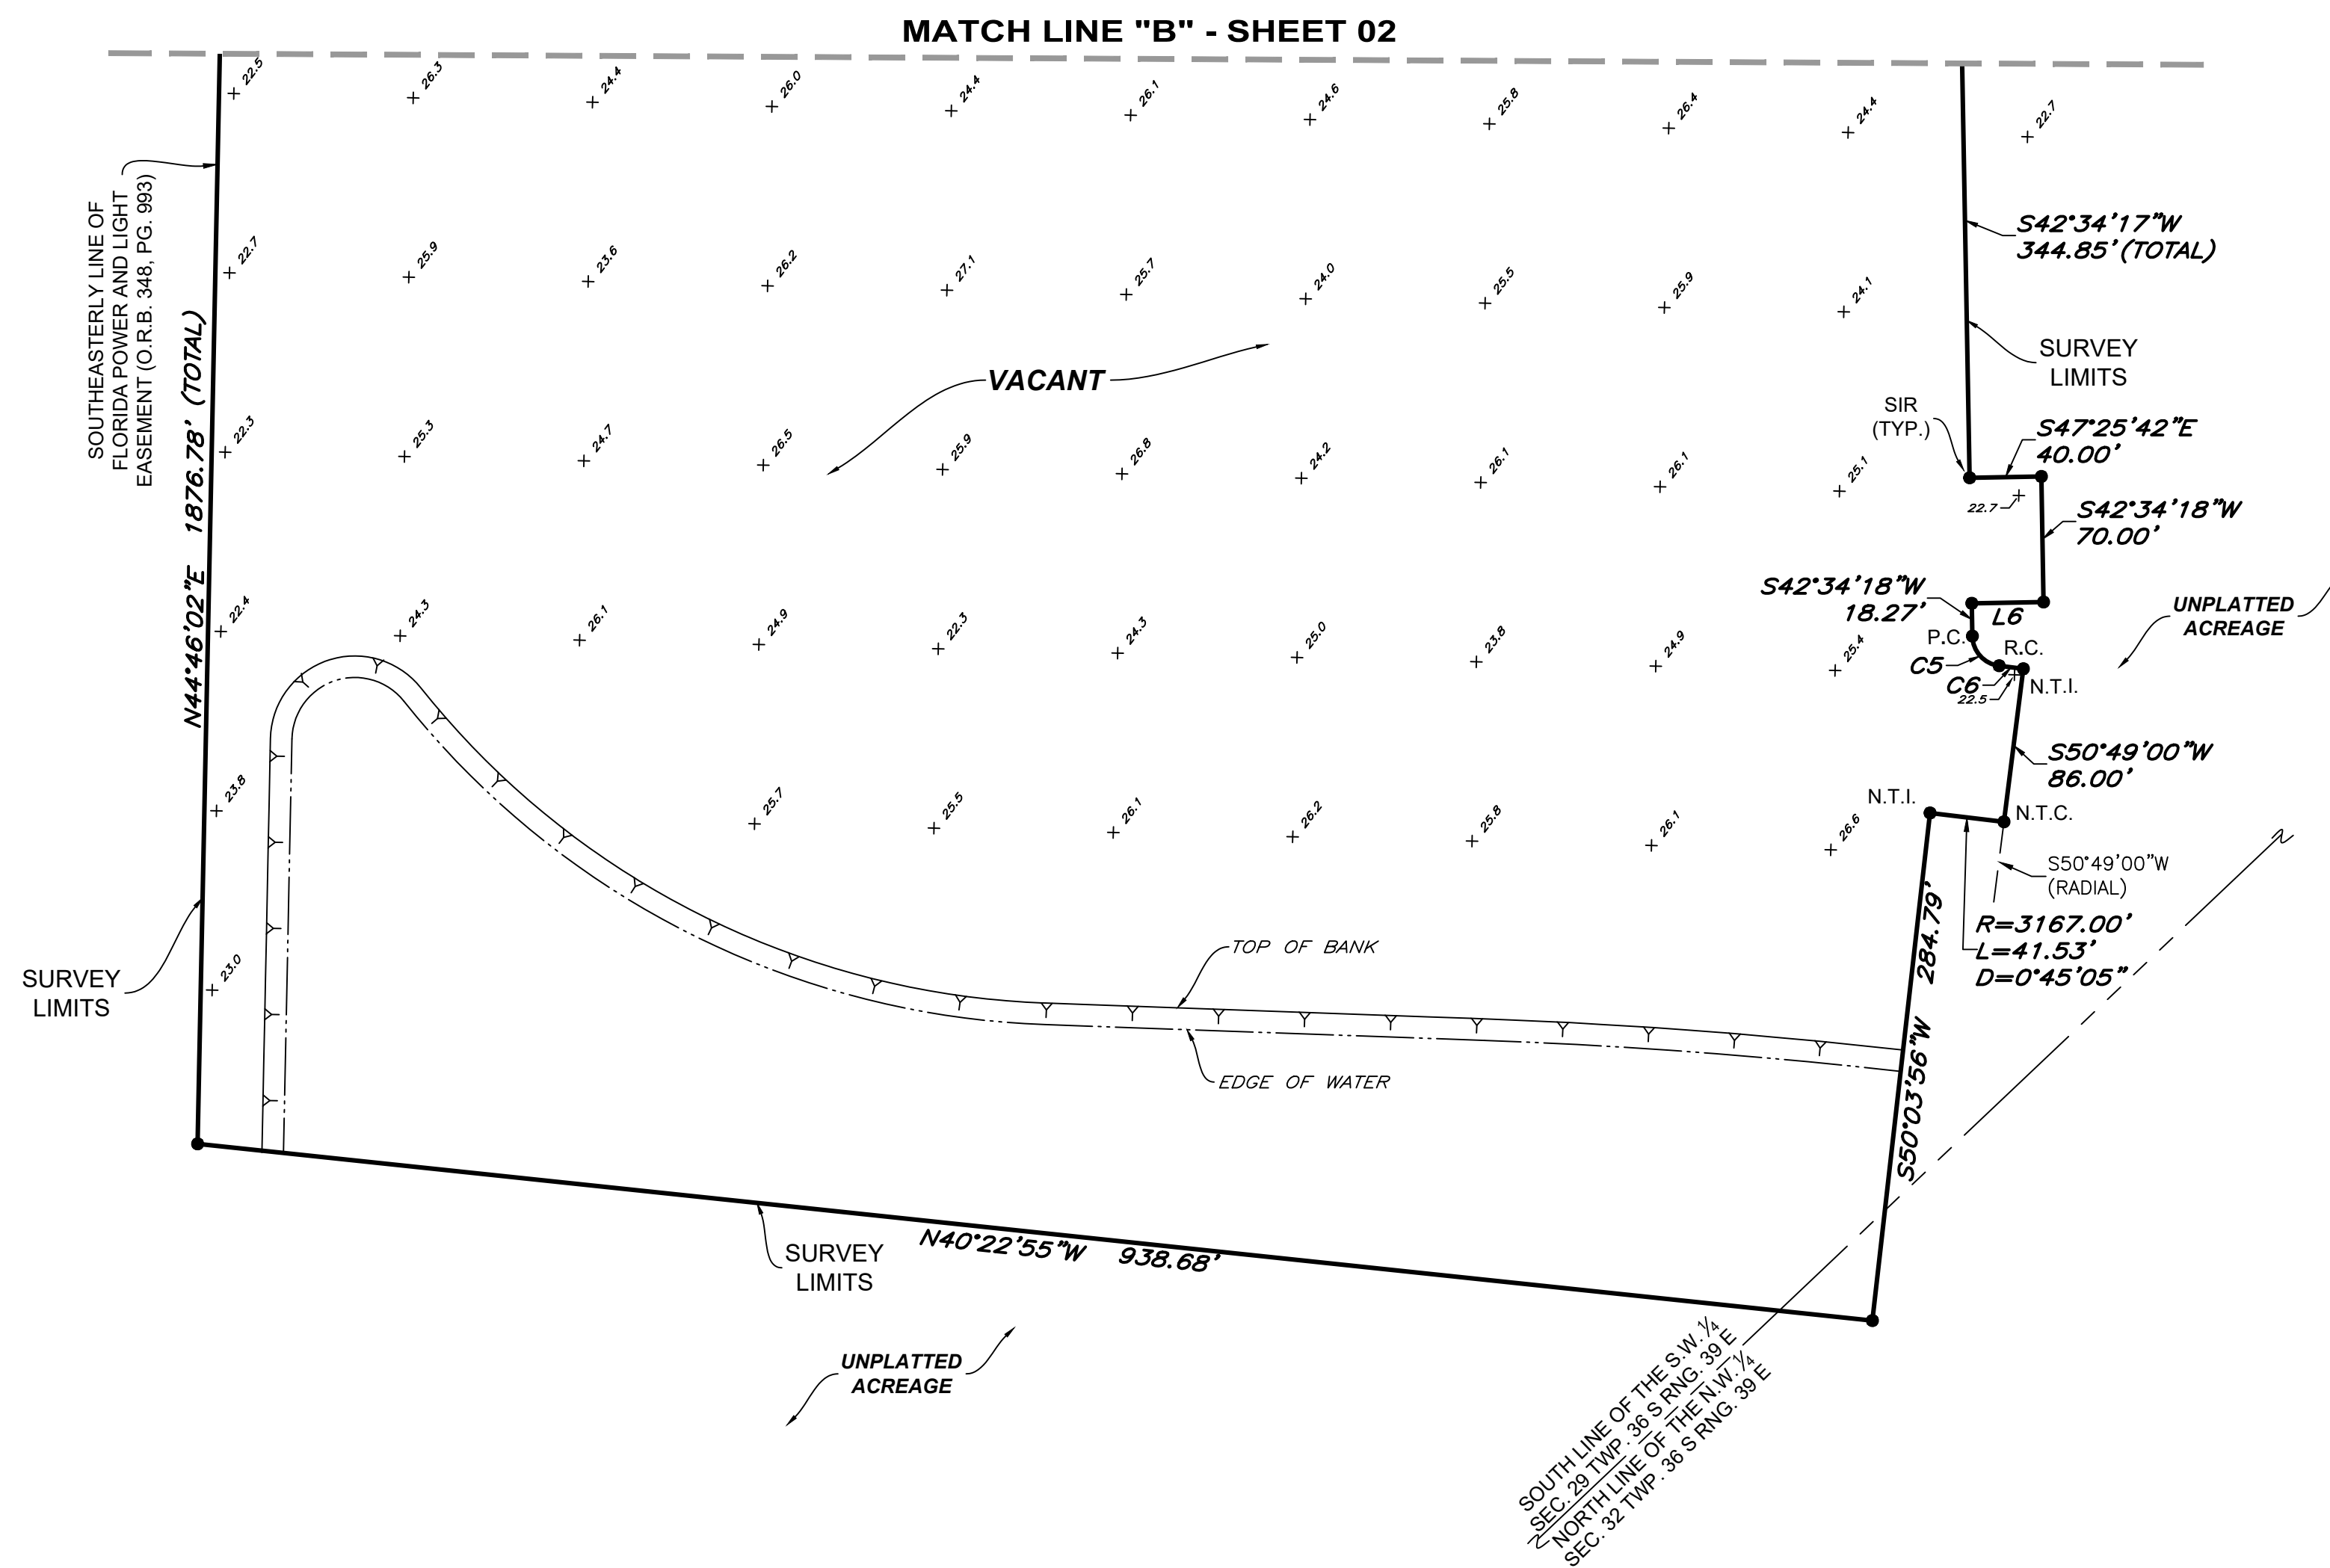 MATCH LINE "B" - SHEET 02
22.5
26.3
24.4
26.0
24.4
26.1
24.6
25.8
26.4
24.4
22.7
SOUTHEASTERLY LINE OF
FLORIDA POWER AND LIGHT
EASEMENT (O.R.B. 348, PG. 993)
N44°46'02"E 1876.78' (TOTAL)
S42°34'17"W
344.85' (TOTAL)
22.7
25.9
23.6
26.2
27.1
25.7
24.0
25.5
25.9
24.1
VACANT
SURVEY
LIMITS
SIR
(TYP.)
S47°25'42"E
40.00'
22.3
25.3
24.7
26.5
25.9
26.8
24.2
26.1
26.1
25.1
22.7
S42°34'18"W
70.00'
S42°34'18"W
18.27'
L6
UNPLATTED
ACREAGE
22.4
24.3
26.1
24.9
22.3
24.3
25.0
23.8
24.9
25.4
P.C.
R.C.
C5
C6
22.5
N.T.I.
S50°49'00"W
86.00'
23.8
25.7
25.5
26.1
26.2
25.8
26.1
26.6
N.T.I.
N.T.C.
S50°49'00"W
(RADIAL)
R=3167.00'
L=41.53'
D=0°45'05"
S50°03'56"W 284.79'
23.0
SURVEY
LIMITS
TOP OF BANK
EDGE OF WATER
SURVEY
LIMITS
N40°22'55"W 938.68'
UNPLATTED
ACREAGE
SOUTH LINE OF THE S.W. ¼
SEC. 29 TWP. 36 S RNG. 39 E
NORTH LINE OF THE N.W. ¼
SEC. 32 TWP. 36 S RNG. 39 E